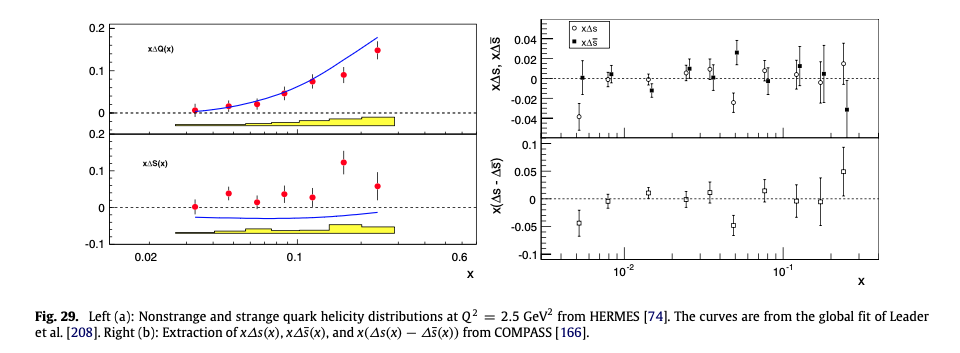 0.2
xΔQ(x)
0.1
0
0.2
xΔS(x)
0.1
0
-0.1
0.02 0.1 0.6
x
xΔs, xΔs̄
0.04
0.02
0
-0.02
-0.04
xΔs
xΔs̄
x(Δs - Δs̄)
0.1
0.05
0
-0.05
-0.1
10⁻² 10⁻¹
x
Fig. 29. Left (a): Nonstrange and strange quark helicity distributions at Q² = 2.5 GeV² from HERMES [74]. The curves are from the global fit of Leader
et al. [208]. Right (b): Extraction of xΔs(x), xΔs̄(x), and x(Δs(x) − Δs̄(x)) from COMPASS [166].